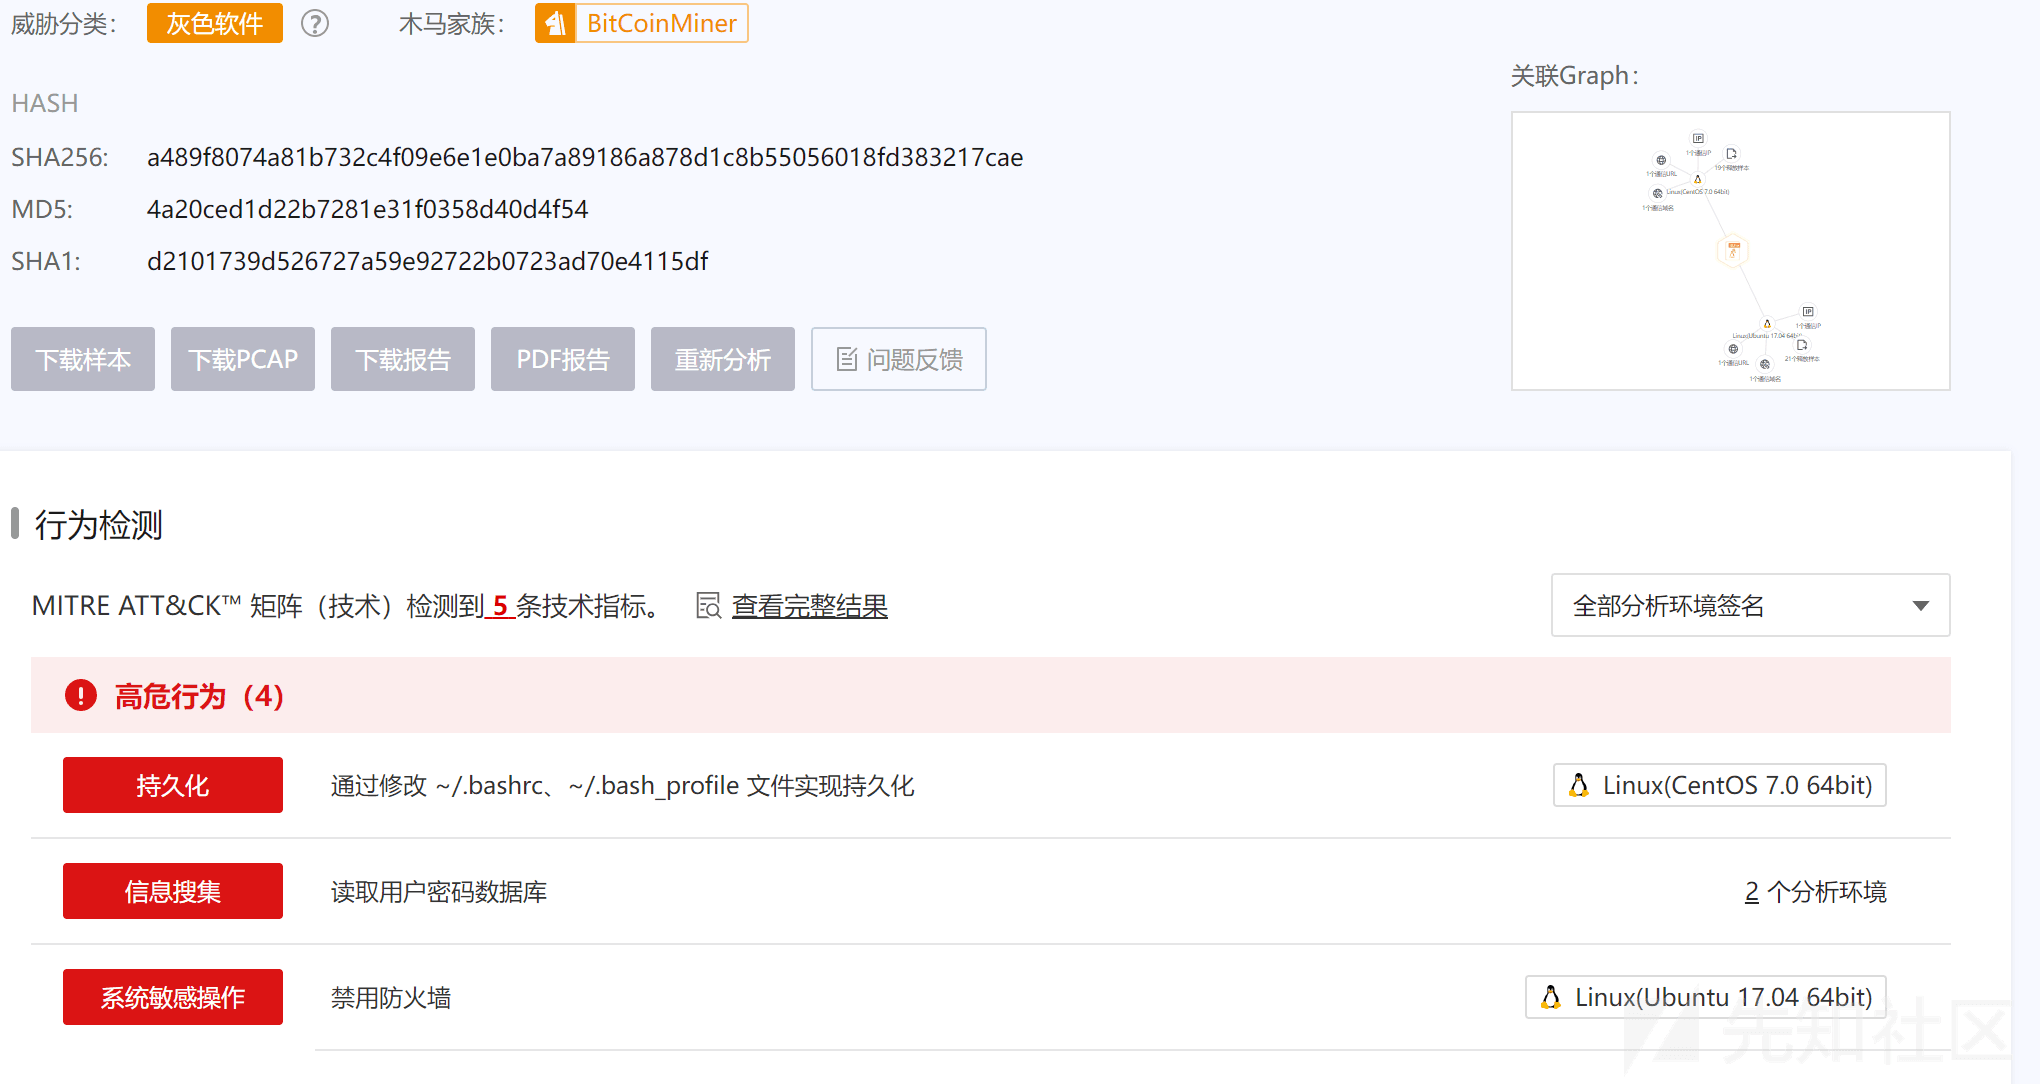 威胁分类： 灰色软件 ? 木马家族： BitCoinMiner
关联Graph：
HASH
SHA256: a489f8074a81b732c4f09e6e1e0ba7a89186a878d1c8b55056018fd383217cae
MD5: 4a20ced1d22b7281e31f0358d40d4f54
SHA1: d2101739d526727a59e92722b0723ad70e4115df
IP
1个通信IP
19个释放样本
1个通信URL
Linux(CentOS 7.0 64bit)
1个通信域名
IP
1个通信IP
Linux(Ubuntu 17.04 64bit)
21个释放样本
1个通信URL
1个通信域名
下载样本 下载PCAP 下载报告 PDF报告 重新分析 问题反馈
行为检测
MITRE ATT&CK™ 矩阵（技术）检测到 5 条技术指标。 查看完整结果 全部分析环境签名
高危行为（4）
持久化 通过修改 ~/.bashrc、~/.bash_profile 文件实现持久化 Linux(CentOS 7.0 64bit)
信息搜集 读取用户密码数据库 2 个分析环境
系统敏感操作 禁用防火墙 Linux(Ubuntu 17.04 64bit)
先知社区